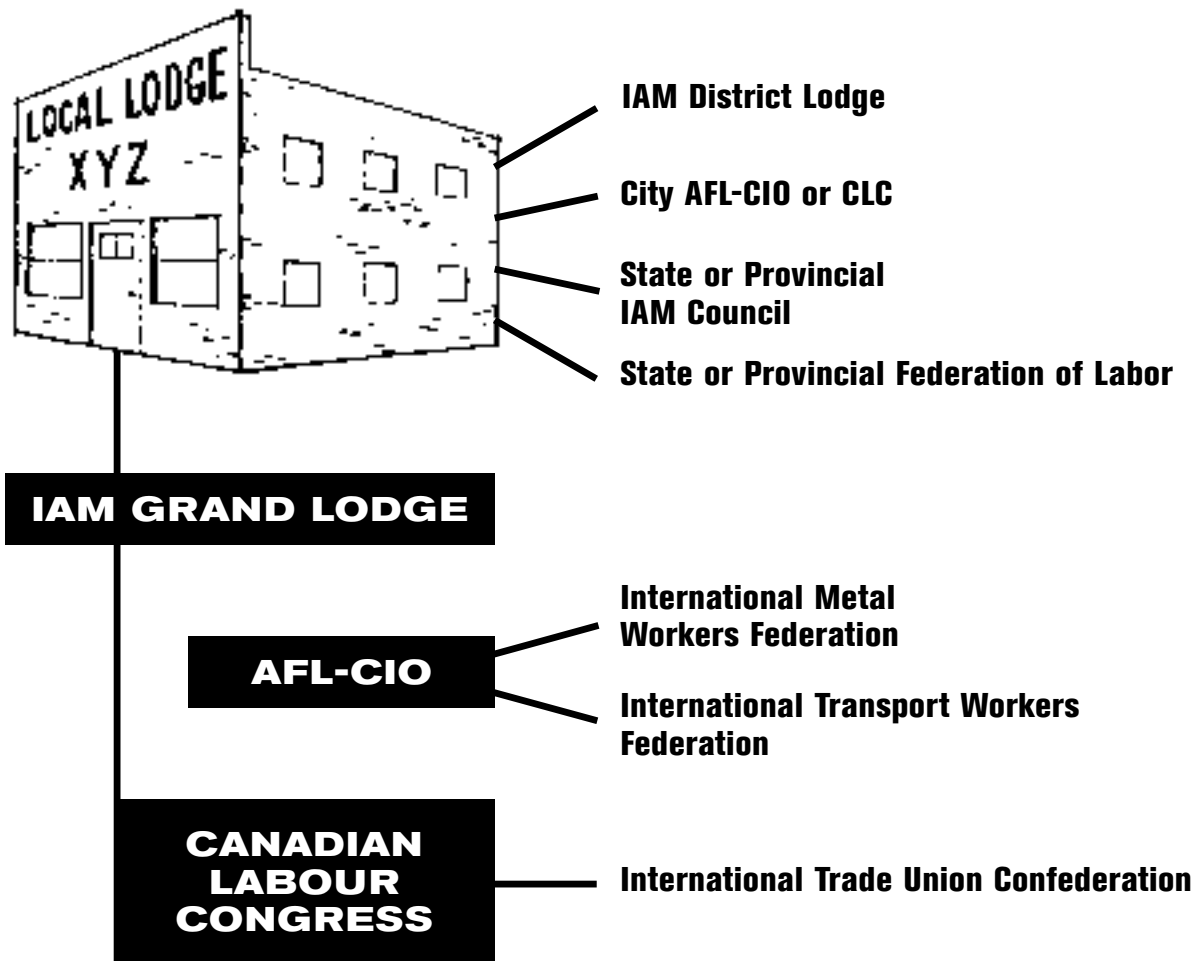 LOCAL LODGE
XYZ
IAM District Lodge
City AFL-CIO or CLC
State or Provincial
IAM Council
State or Provincial Federation of Labor
IAM GRAND LODGE
International Metal
Workers Federation
AFL-CIO
International Transport Workers
Federation
CANADIAN
LABOUR
CONGRESS
International Trade Union Confederation